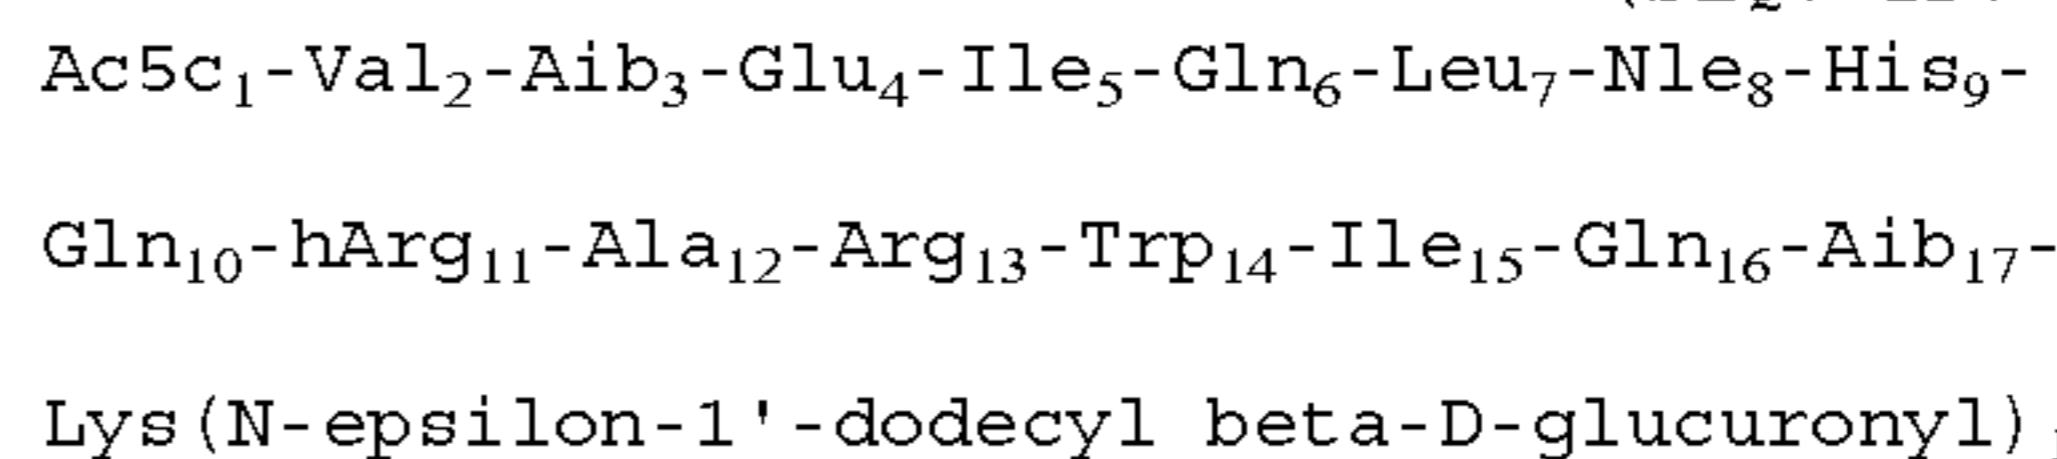 Ac5c₁-Val₂-Aib₃-Glu₄-Ile₅-Gln₆-Leu₇-Nle₈-His₉-
Gln₁₀-hArg₁₁-Ala₁₂-Arg₁₃-Trp₁₄-Ile₁₅-Gln₁₆-Aib₁₇-
Lys(N-epsilon-1'-dodecyl beta-D-glucuronyl)